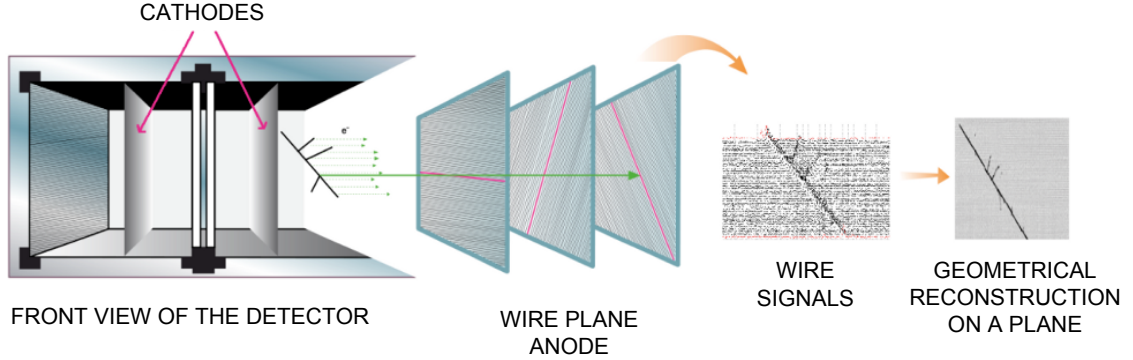 CATHODES
e⁻
FRONT VIEW OF THE DETECTOR
WIRE PLANE
ANODE
WIRE
SIGNALS
GEOMETRICAL
RECONSTRUCTION
ON A PLANE